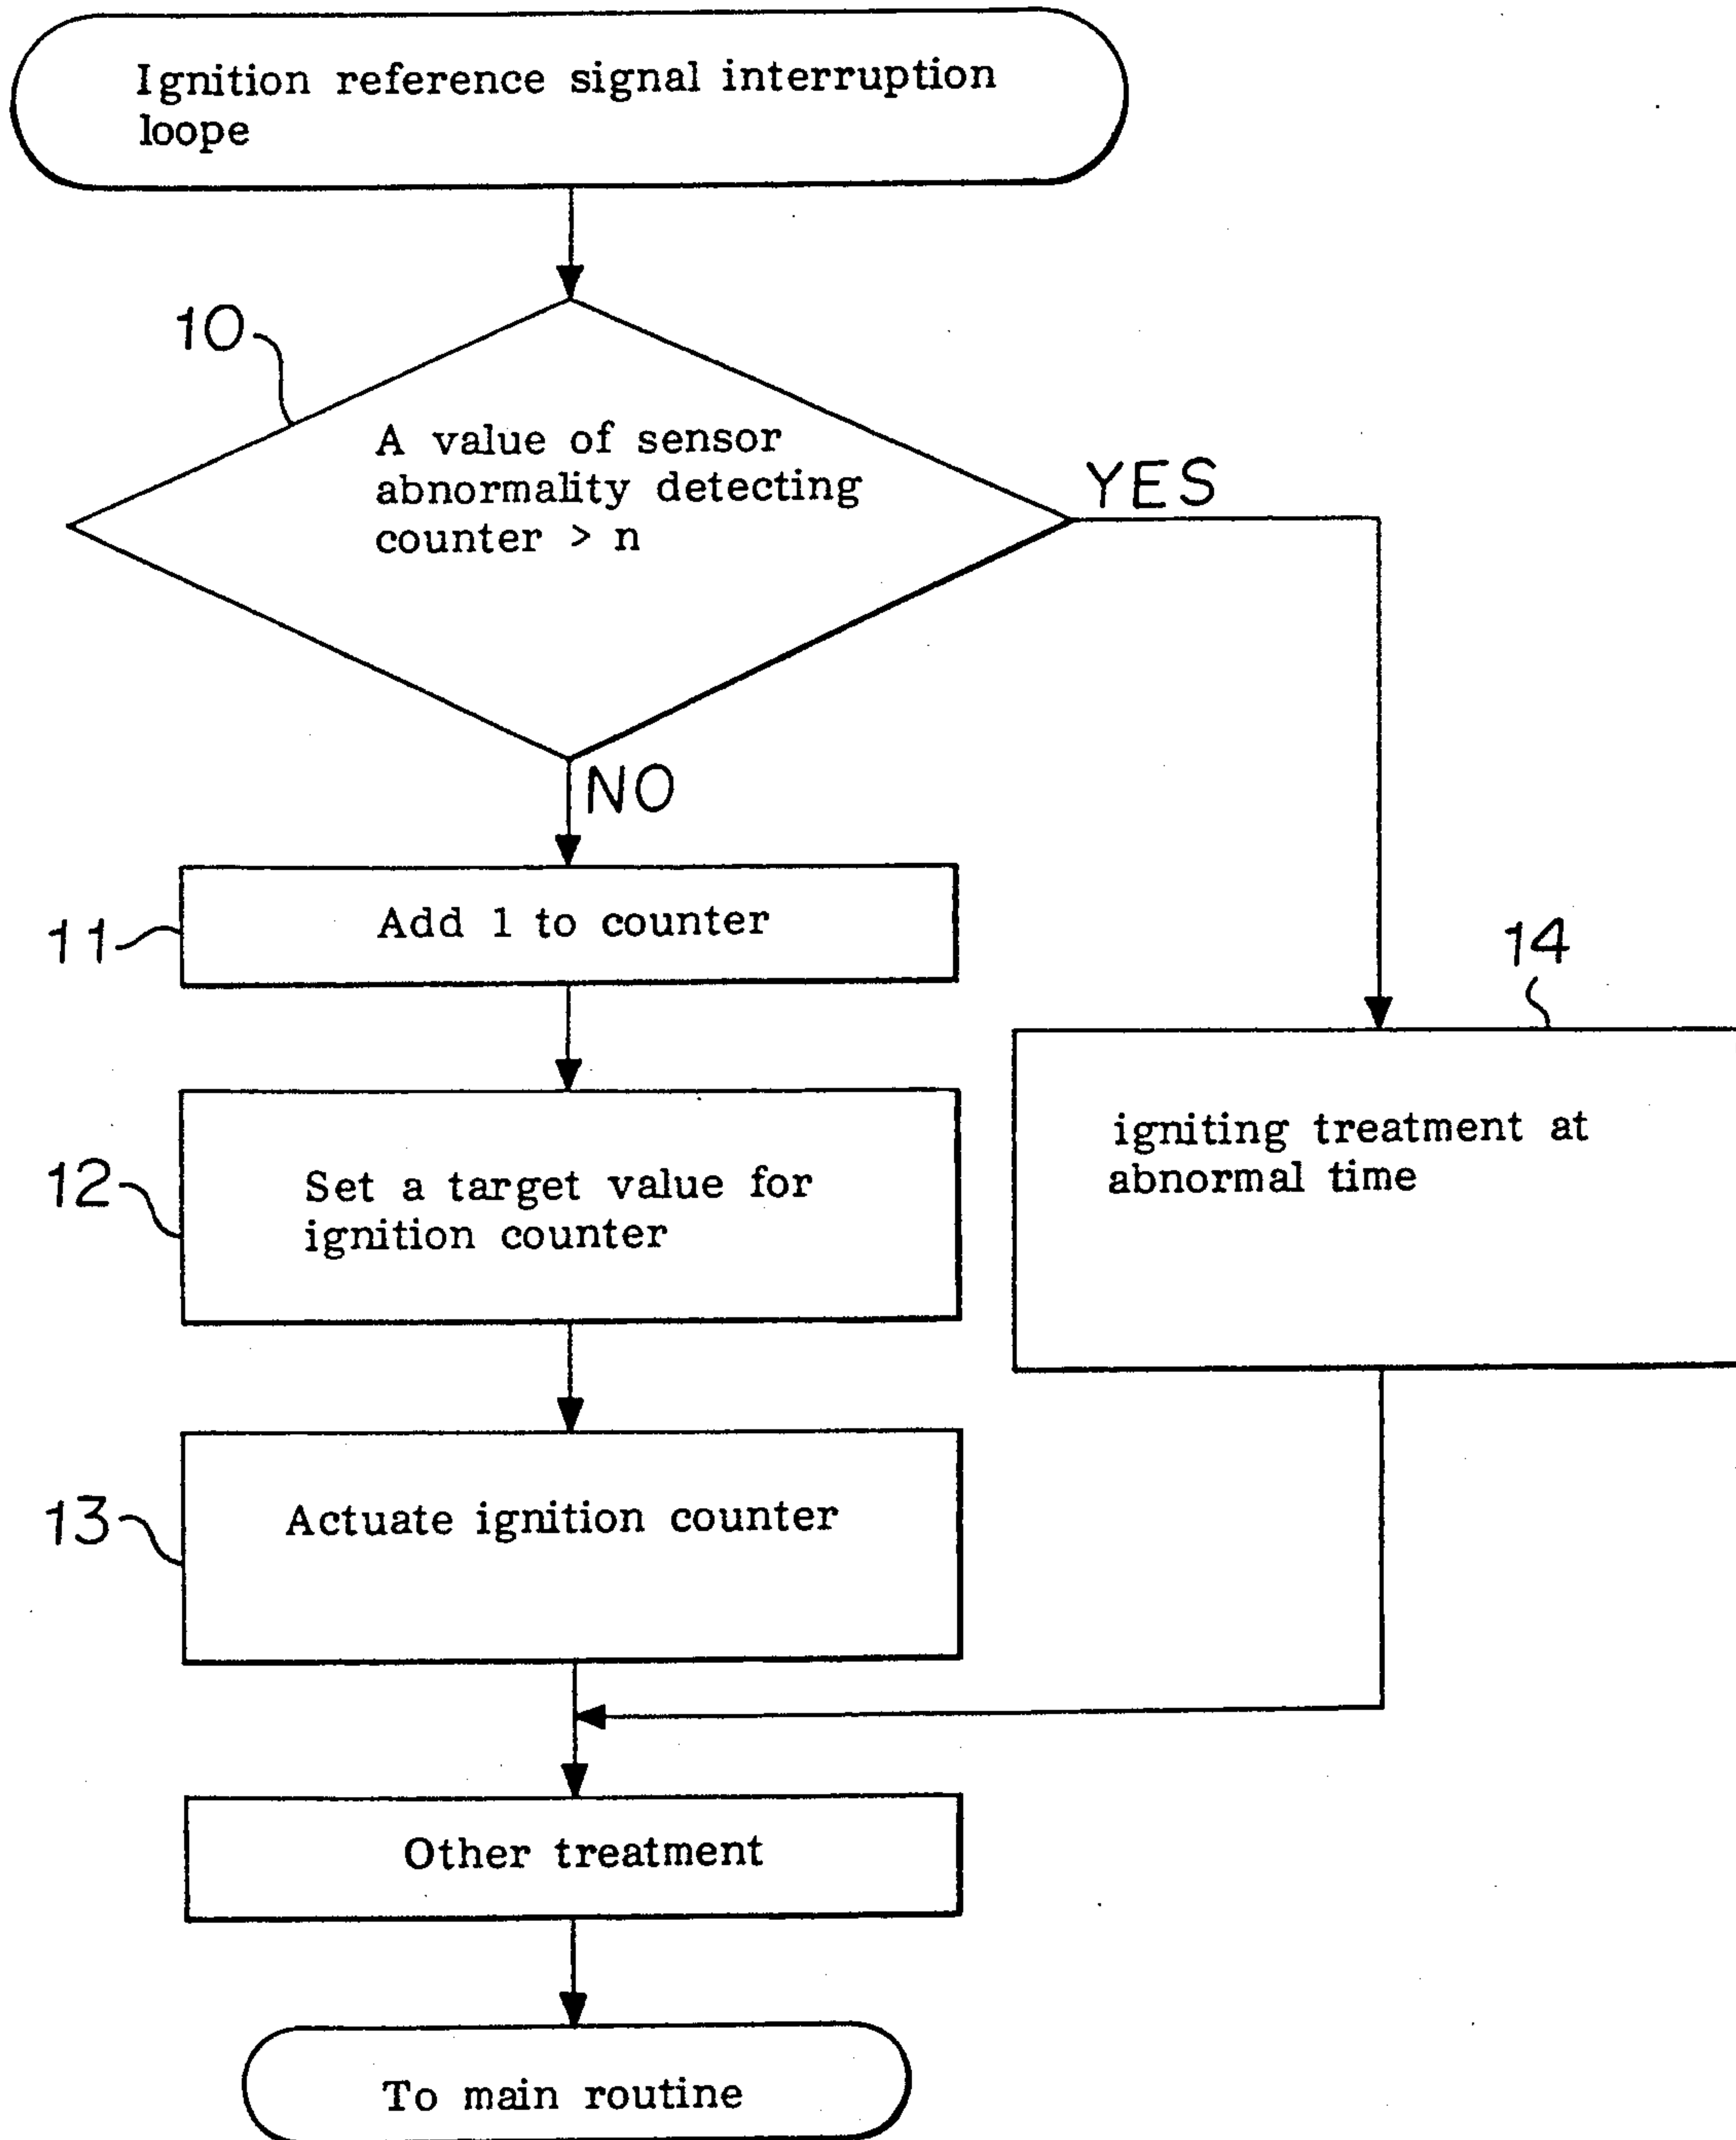 Ignition reference signal interruption
loope
10
A value of sensor
abnormality detecting
counter > n
YES
NO
11
Add 1 to counter
14
igniting treatment at
abnormal time
12
Set a target value for
ignition counter
13
Actuate ignition counter
Other treatment
To main routine